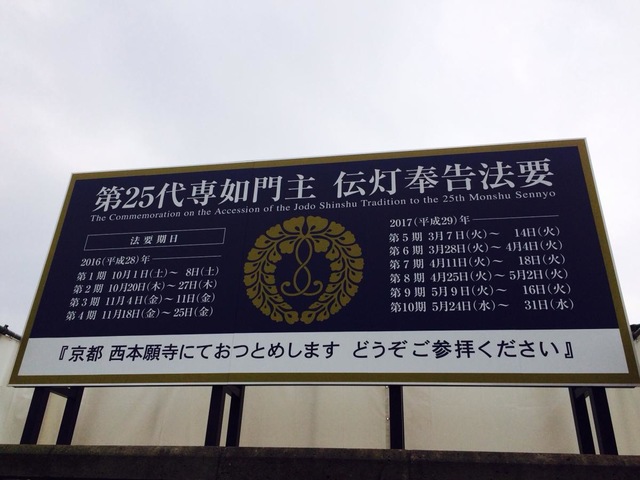 第25代専如門主 伝灯奉告法要
The Commemoration on the Accession of the Jodo Shinshu Tradition to the 25th Monshu Sennyo
法要期日
2016(平成28)年
第1期 10月1日(土)～ 8日(土)
第2期 10月20日(木)～27日(木)
第3期 11月4日(金)～ 11日(金)
第4期 11月18日(金)～25日(金)
2017(平成29)年
第5期 3月7日(火)～ 14日(火)
第6期 3月28日(火)～ 4月4日(火)
第7期 4月11日(火)～ 18日(火)
第8期 4月25日(火)～5月2日(火)
第9期 5月9日(火)～ 16日(火)
第10期 5月24日(水)～ 31日(水)
『京都 西本願寺にておつとめします どうぞご参拝ください』